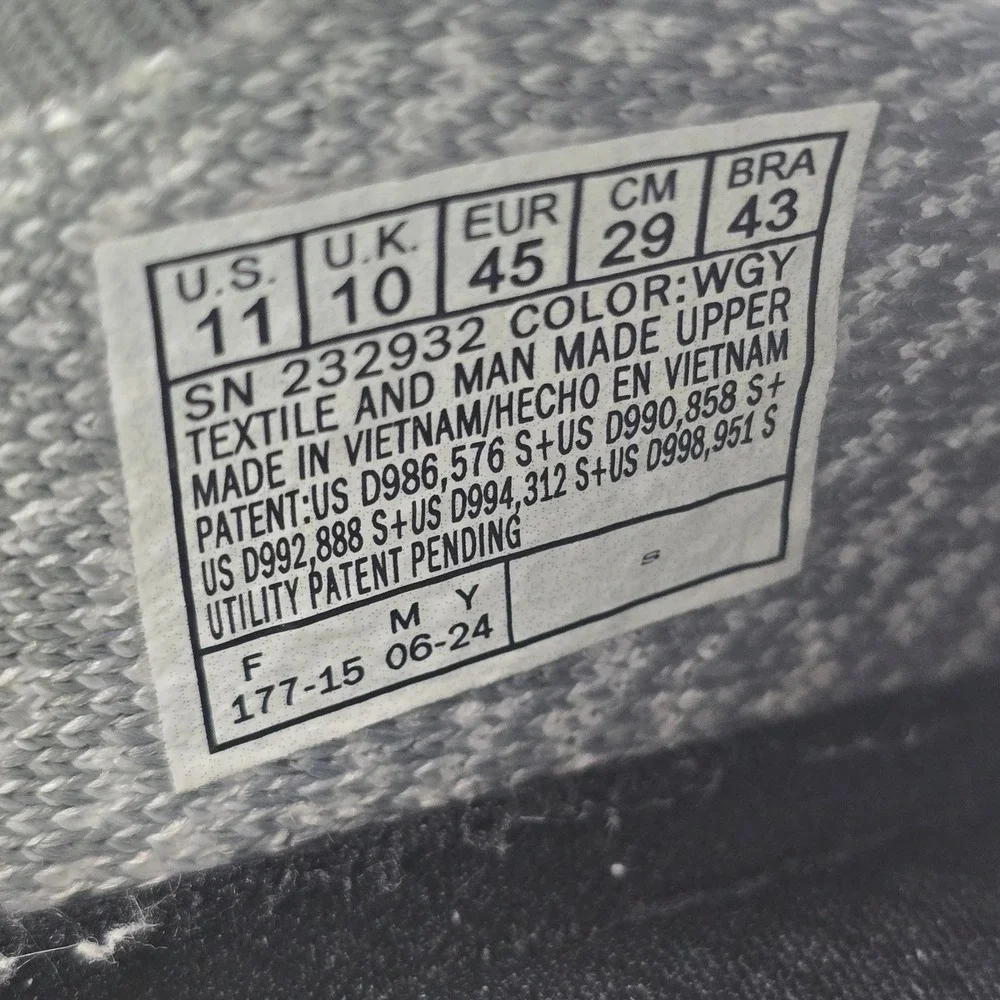 U.S. U.K. EUR CM BRA
11 10 45 29 43
SN 232932 COLOR:WGY
TEXTILE AND MAN MADE UPPER
MADE IN VIETNAM/HECHO EN VIETNAM
PATENT:US D986,576 S+US D990,858 S+
US D992,888 S+US D994,312 S+US D998,951 S
UTILITY PATENT PENDING
F M Y
177-15 06-24
S